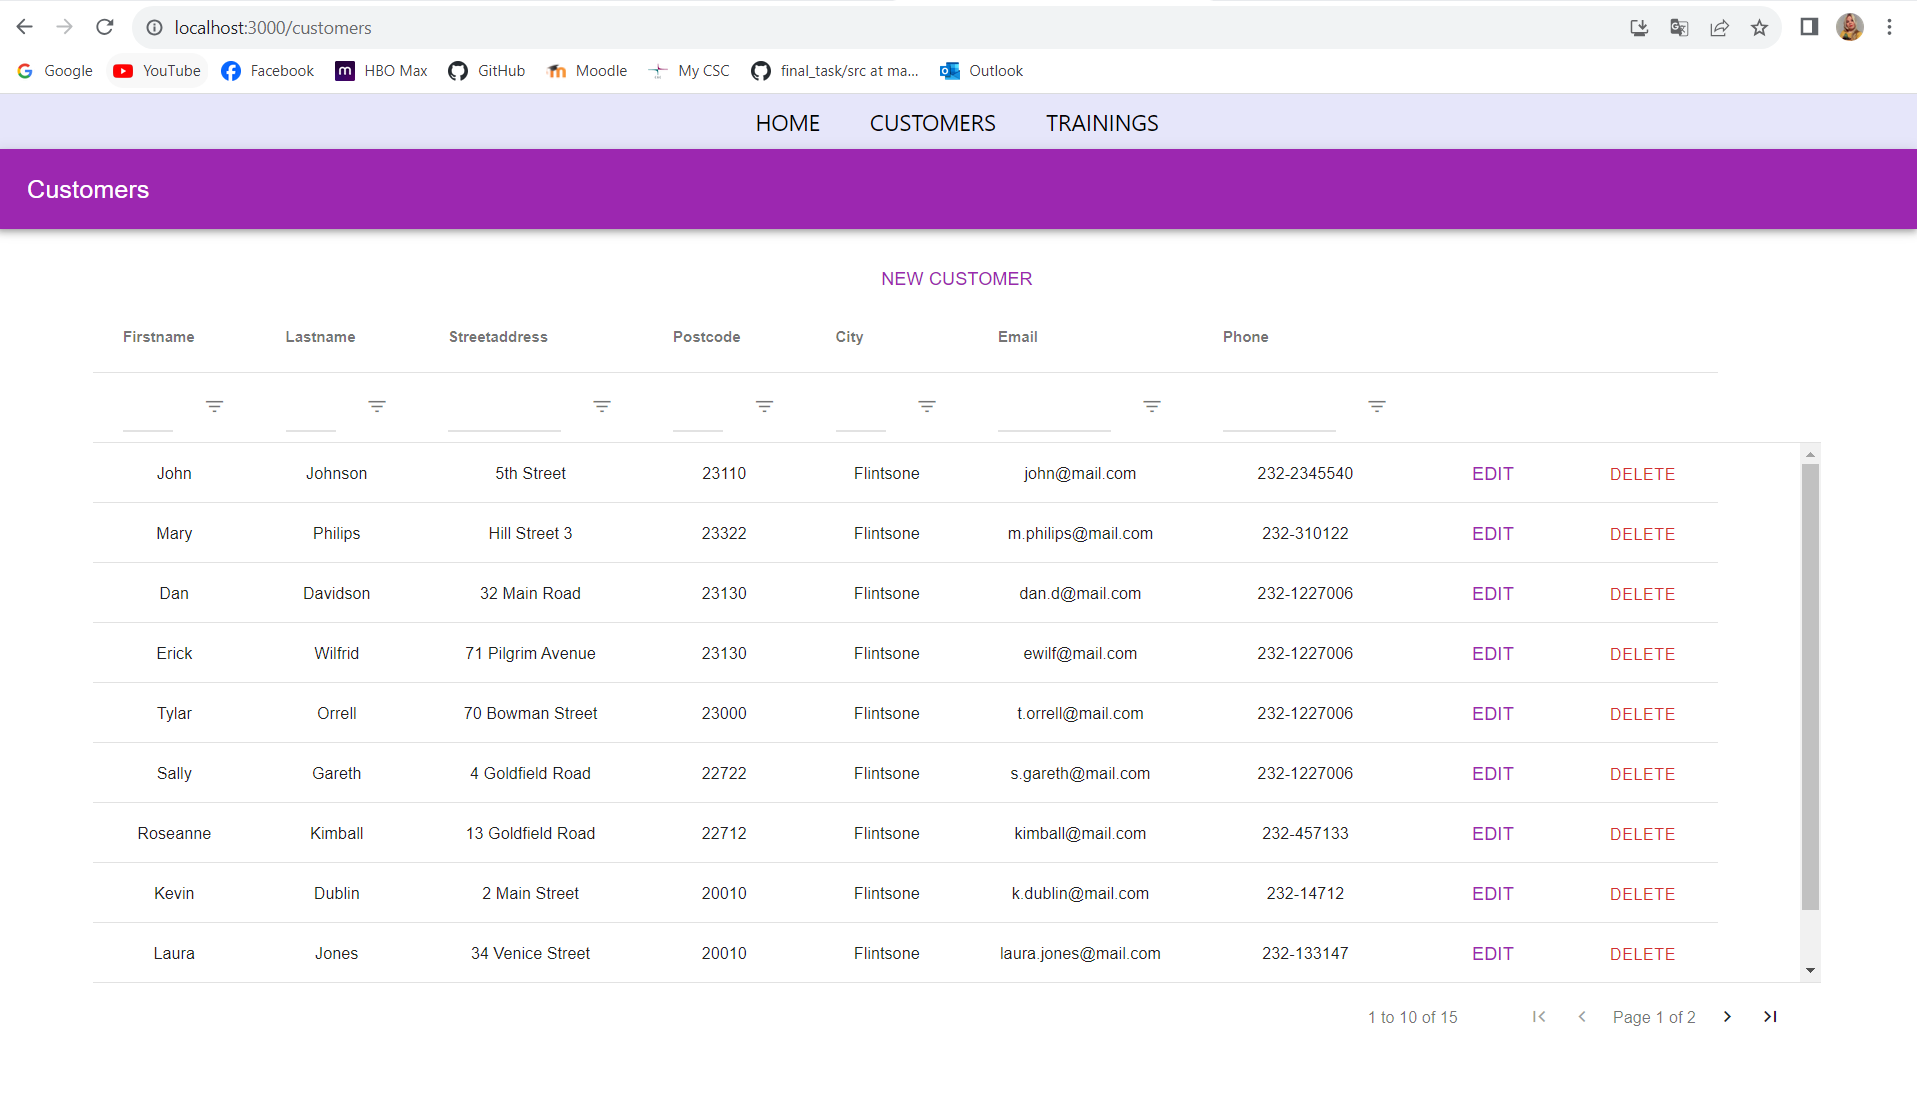 localhost:3000/customers
Google YouTube Facebook HBO Max GitHub Moodle My CSC final_task/src at ma... Outlook
HOME CUSTOMERS TRAININGS
Customers
NEW CUSTOMER
Firstname Lastname Streetaddress Postcode City Email Phone
John Johnson 5th Street 23110 Flintsone john@mail.com 232-2345540 EDIT DELETE
Mary Philips Hill Street 3 23322 Flintsone m.philips@mail.com 232-310122 EDIT DELETE
Dan Davidson 32 Main Road 23130 Flintsone dan.d@mail.com 232-1227006 EDIT DELETE
Erick Wilfrid 71 Pilgrim Avenue 23130 Flintsone ewilf@mail.com 232-1227006 EDIT DELETE
Tylar Orrell 70 Bowman Street 23000 Flintsone t.orrell@mail.com 232-1227006 EDIT DELETE
Sally Gareth 4 Goldfield Road 22722 Flintsone s.gareth@mail.com 232-1227006 EDIT DELETE
Roseanne Kimball 13 Goldfield Road 22712 Flintsone kimball@mail.com 232-457133 EDIT DELETE
Kevin Dublin 2 Main Street 20010 Flintsone k.dublin@mail.com 232-14712 EDIT DELETE
Laura Jones 34 Venice Street 20010 Flintsone laura.jones@mail.com 232-133147 EDIT DELETE
1 to 10 of 15 Page 1 of 2